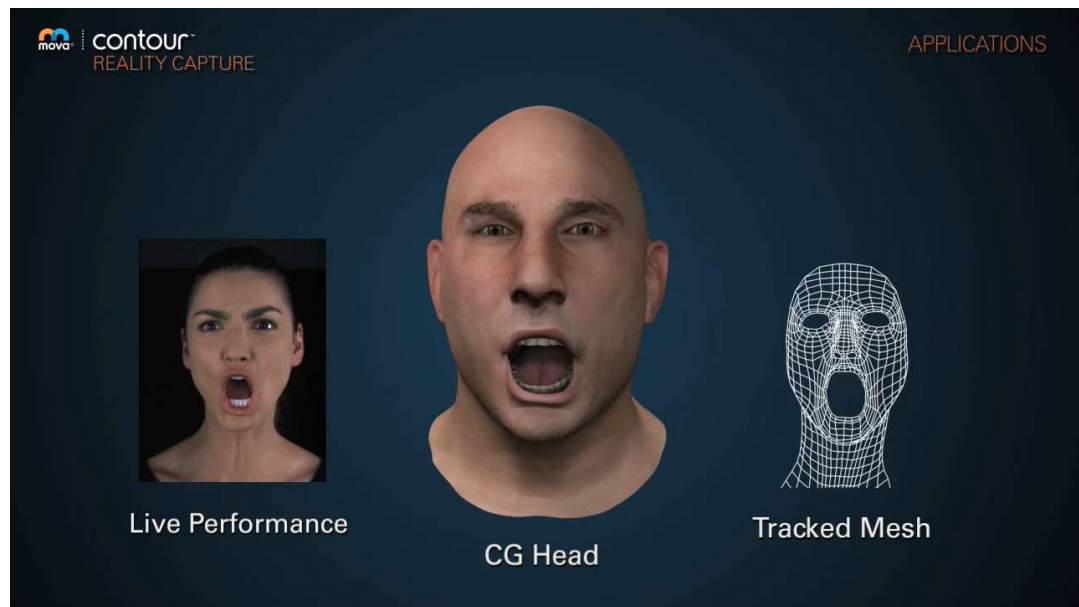 mova
contour™
REALITY CAPTURE
APPLICATIONS
Live Performance
CG Head
Tracked Mesh